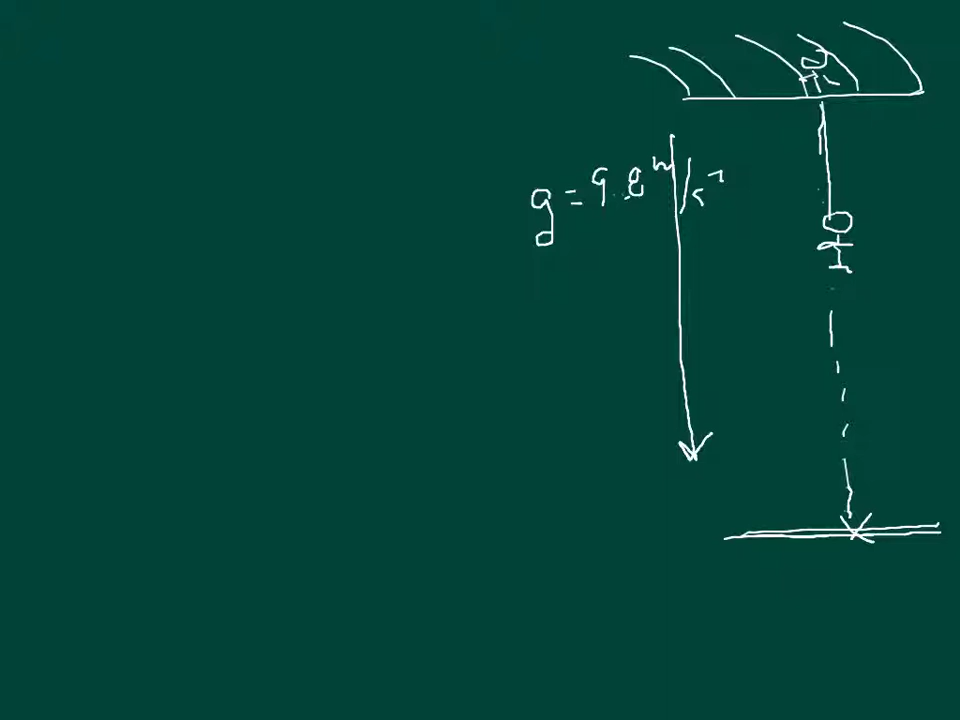 g = 9.8 m/s²